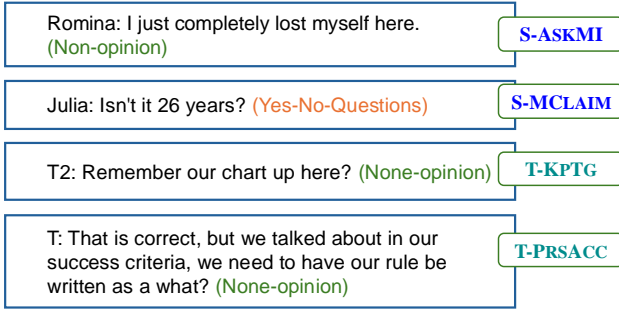 Romina: I just completely lost myself here.
(Non-opinion)
S-ASKMI
Julia: Isn't it 26 years? (Yes-No-Questions)
S-MCLAIM
T2: Remember our chart up here? (None-opinion)
T-KPTG
T: That is correct, but we talked about in our
success criteria, we need to have our rule be
written as a what? (None-opinion)
T-PRSACC